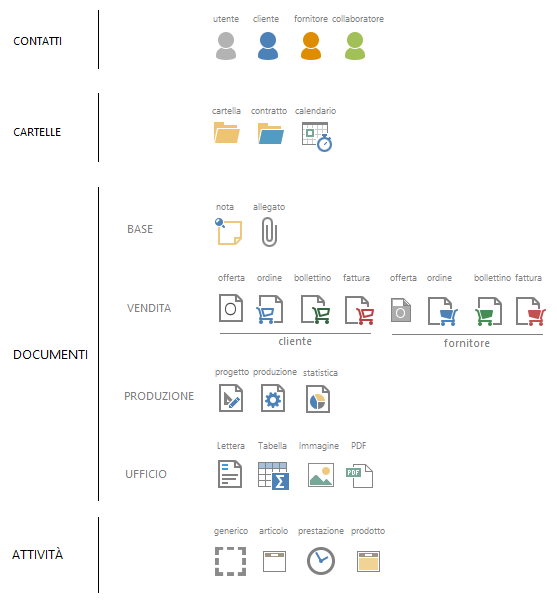 utente cliente fornitore collaboratore
CONTATTI
cartella contratto calendario
CARTELLE
nota allegato
BASE
offerta ordine bollettino fattura offerta ordine bollettino fattura
O O
VENDITA
cliente fornitore
DOCUMENTI
progetto produzione statistica
PRODUZIONE
Lettera Tabella Immagine PDF
UFFICIO
Σ PDF
generico articolo prestazione prodotto
ATTIVITÀ